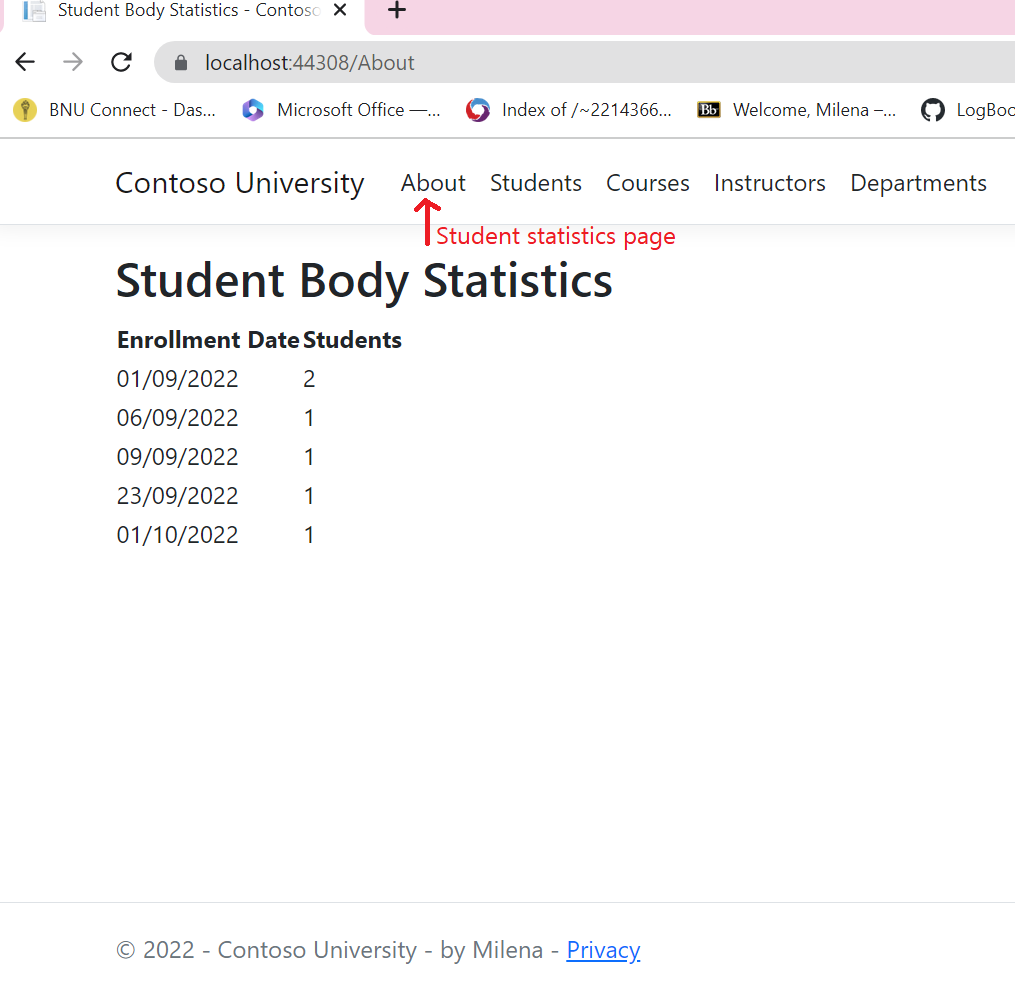 Student Body Statistics - Contoso
localhost:44308/About
BNU Connect - Das... Microsoft Office —... Index of /~2214366... Bb Welcome, Milena –... LogBoo
Contoso University About Students Courses Instructors Departments
Student statistics page
Student Body Statistics
Enrollment Date Students
01/09/2022 2
06/09/2022 1
09/09/2022 1
23/09/2022 1
01/10/2022 1
© 2022 - Contoso University - by Milena - Privacy